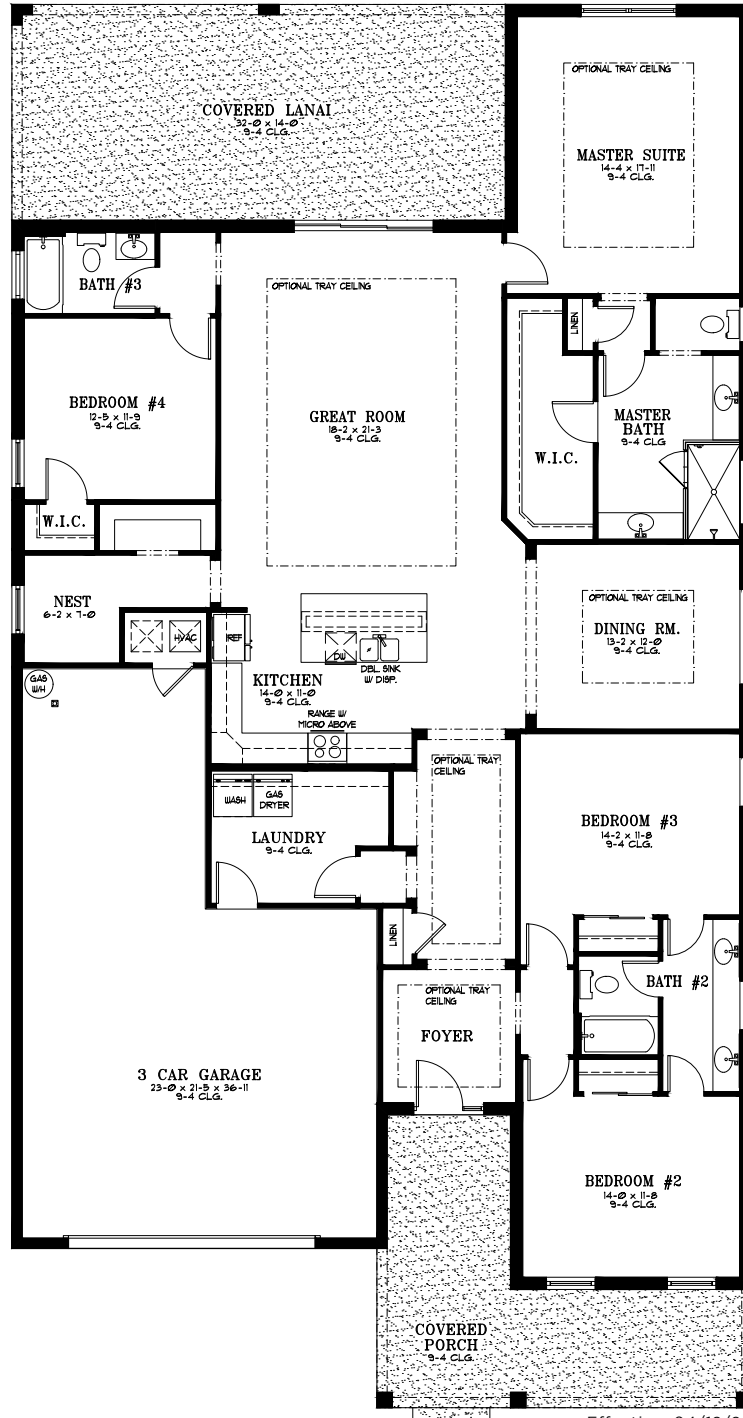 COVERED LANAI
32-0 x 14-0
9-4 CLG.
OPTIONAL TRAY CEILING
MASTER SUITE
14-4 x 17-11
9-4 CLG.
BATH #3
OPTIONAL TRAY CEILING
LINEN
BEDROOM #4
12-5 x 11-9
9-4 CLG.
GREAT ROOM
18-2 x 21-3
9-4 CLG.
MASTER
BATH
9-4 CLG
W.I.C.
W.I.C.
NEST
6-2 x 7-0
OPTIONAL TRAY CEILING
DINING RM.
13-2 x 12-0
9-4 CLG.
HVAC
REF
DW
DBL. SINK
W/ DISP.
GAS
W/H
KITCHEN
14-0 x 11-0
9-4 CLG.
RANGE W/
MICRO ABOVE
OPTIONAL TRAY
CEILING
WASH
GAS
DRYER
LAUNDRY
9-4 CLG.
BEDROOM #3
14-2 x 11-8
9-4 CLG.
LINEN
BATH #2
OPTIONAL TRAY
CEILING
FOYER
3 CAR GARAGE
23-0 x 21-5 x 36-11
9-4 CLG.
BEDROOM #2
14-0 x 11-8
9-4 CLG.
COVERED
PORCH
9-4 CLG.